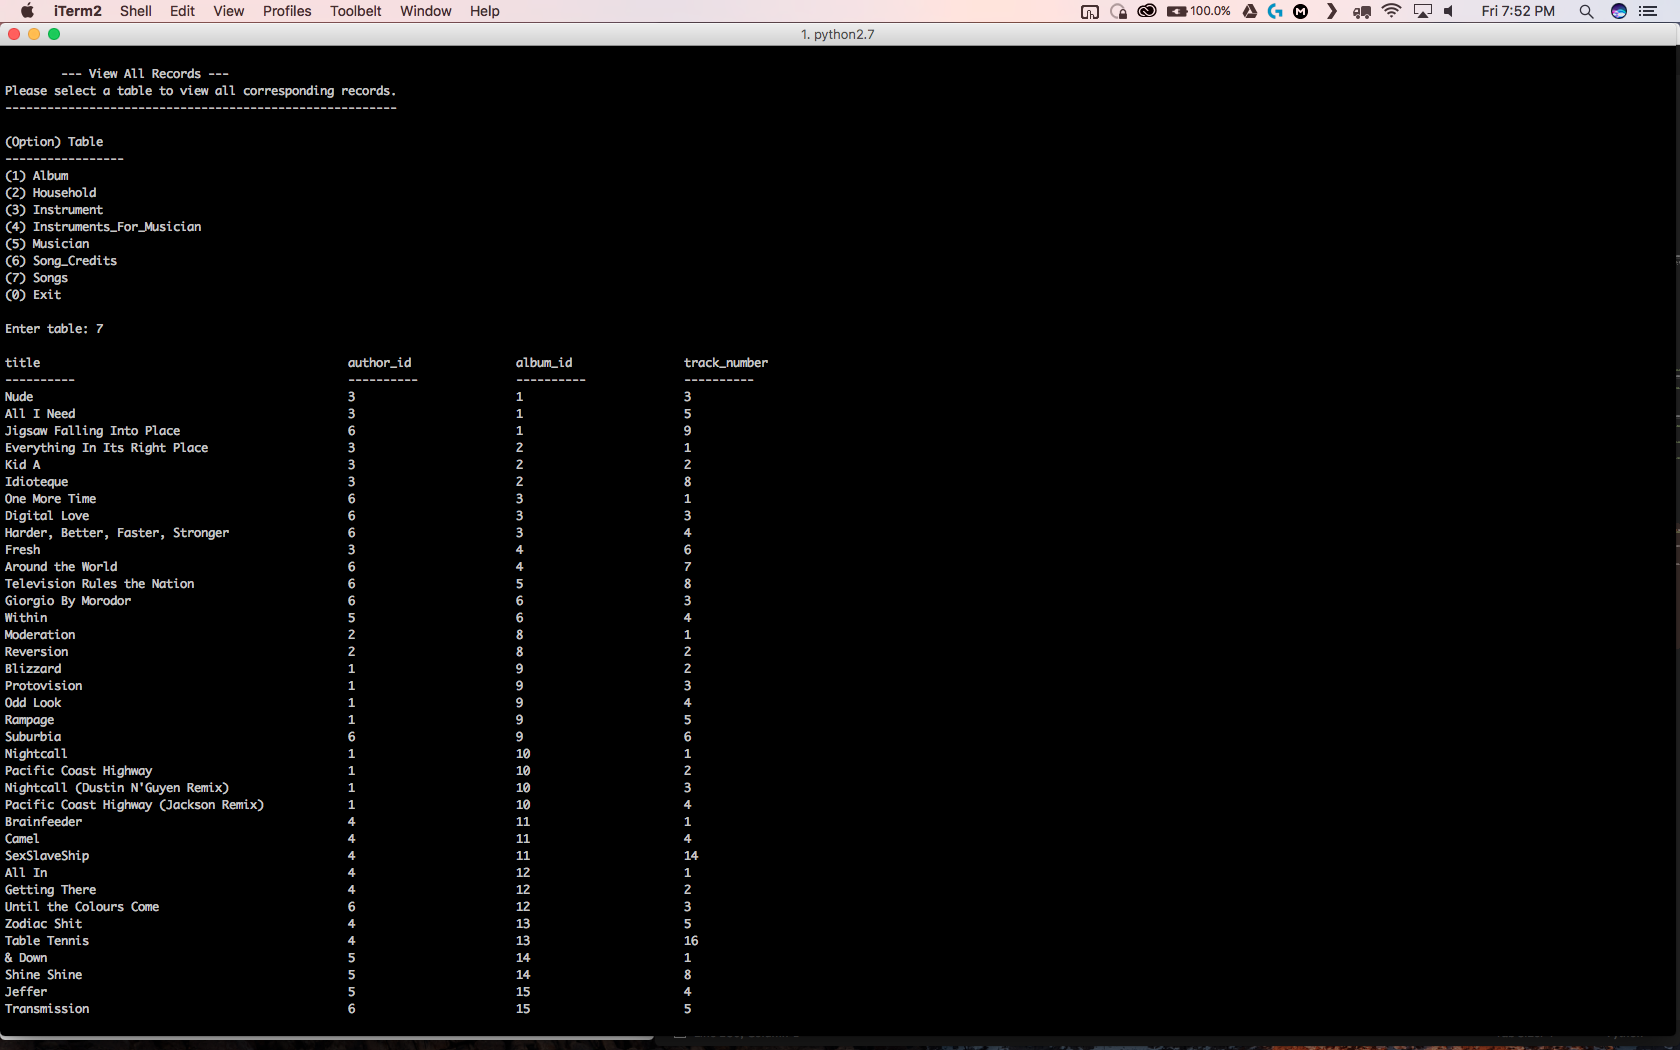 iTerm2 Shell Edit View Profiles Toolbelt Window Help 100.0% Fri 7:52 PM
1. python2.7
--- View All Records ---
Please select a table to view all corresponding records.
--------------------------------------------------------
(Option) Table
-----------------
(1) Album
(2) Household
(3) Instrument
(4) Instruments_For_Musician
(5) Musician
(6) Song_Credits
(7) Songs
(0) Exit
Enter table: 7
title author_id album_id track_number
---------- ---------- ---------- ----------
Nude 3 1 3
All I Need 3 1 5
Jigsaw Falling Into Place 6 1 9
Everything In Its Right Place 3 2 1
Kid A 3 2 2
Idioteque 3 2 8
One More Time 6 3 1
Digital Love 6 3 3
Harder, Better, Faster, Stronger 6 3 4
Fresh 3 4 6
Around the World 6 4 7
Television Rules the Nation 6 5 8
Giorgio By Morodor 6 6 3
Within 5 6 4
Moderation 2 8 1
Reversion 2 8 2
Blizzard 1 9 2
Protovision 1 9 3
Odd Look 1 9 4
Rampage 1 9 5
Suburbia 6 9 6
Nightcall 1 10 1
Pacific Coast Highway 1 10 2
Nightcall (Dustin N'Guyen Remix) 1 10 3
Pacific Coast Highway (Jackson Remix) 1 10 4
Brainfeeder 4 11 1
Camel 4 11 4
SexSlaveShip 4 11 14
All In 4 12 1
Getting There 4 12 2
Until the Colours Come 6 12 3
Zodiac Shit 4 13 5
Table Tennis 4 13 16
& Down 5 14 1
Shine Shine 5 14 8
Jeffer 5 15 4
Transmission 6 15 5